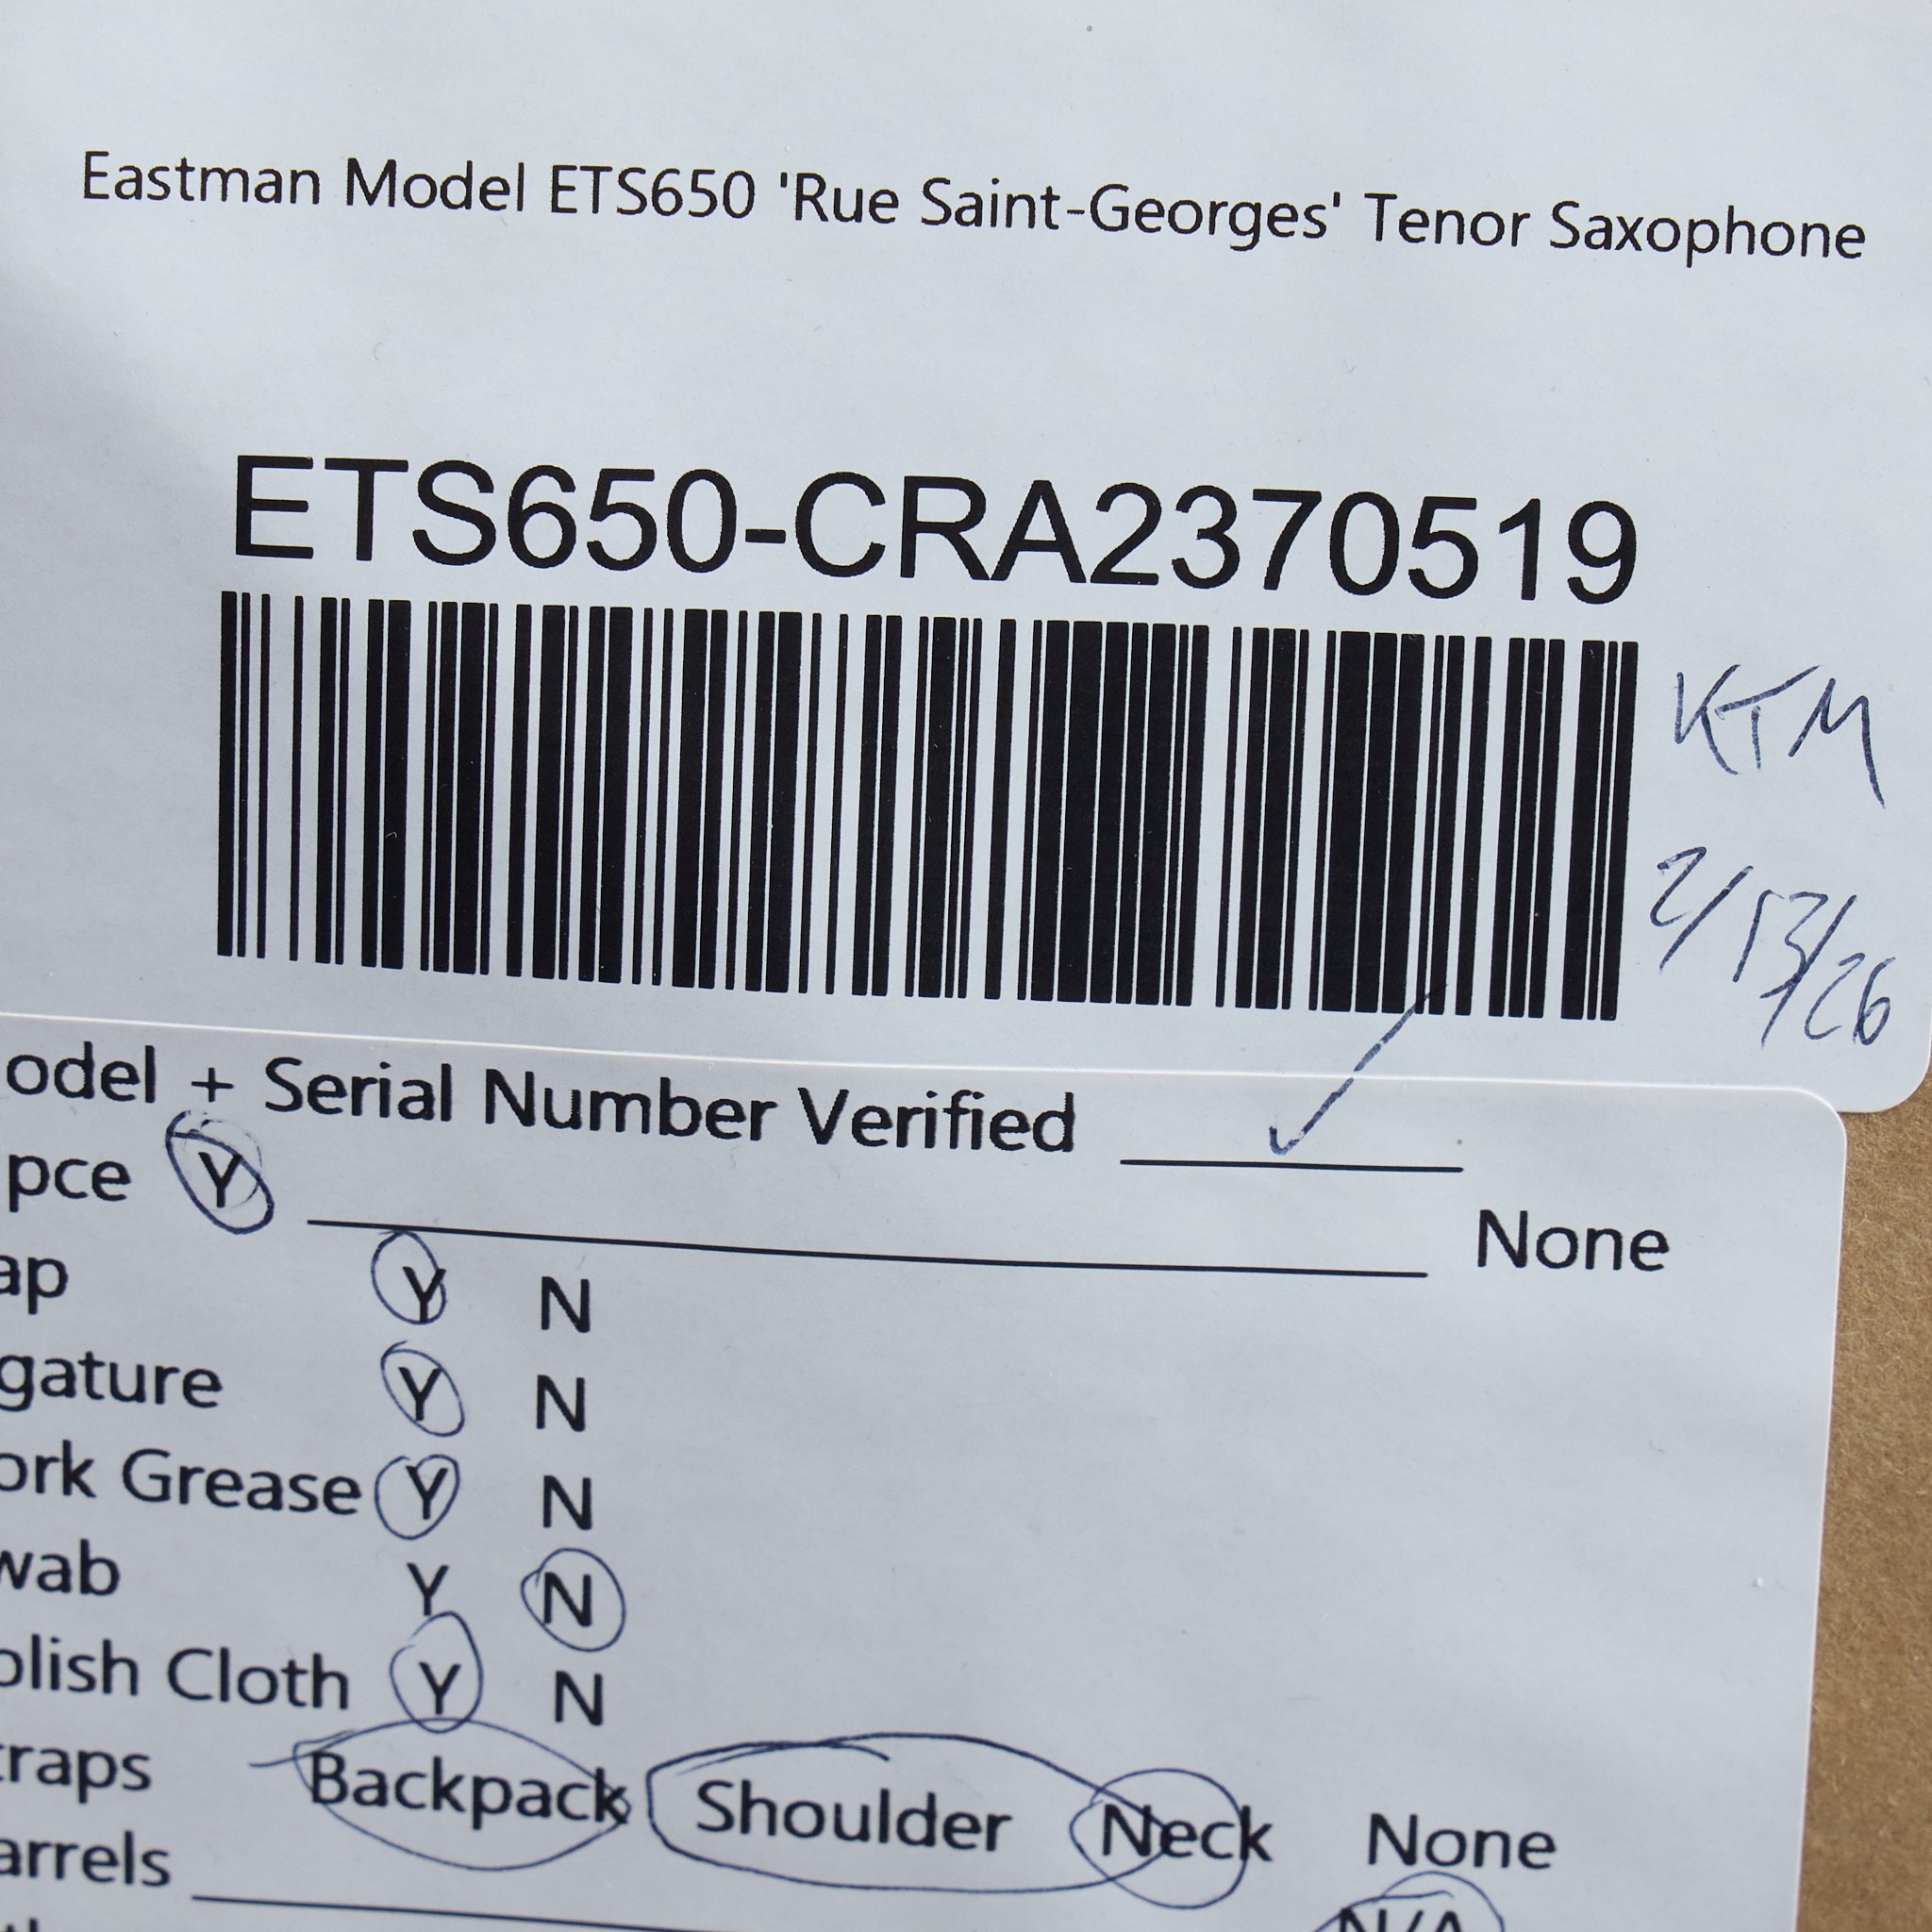 Eastman Model ETS650 'Rue Saint-Georges' Tenor Saxophone
ETS650-CRA2370519
KTM
2/13/26
odel + Serial Number Verified ✓
pce Y None
ap Y N
gature Y N
ork Grease Y N
wab Y N
olish Cloth Y N
traps Backpack Shoulder Neck None
arrels N/A